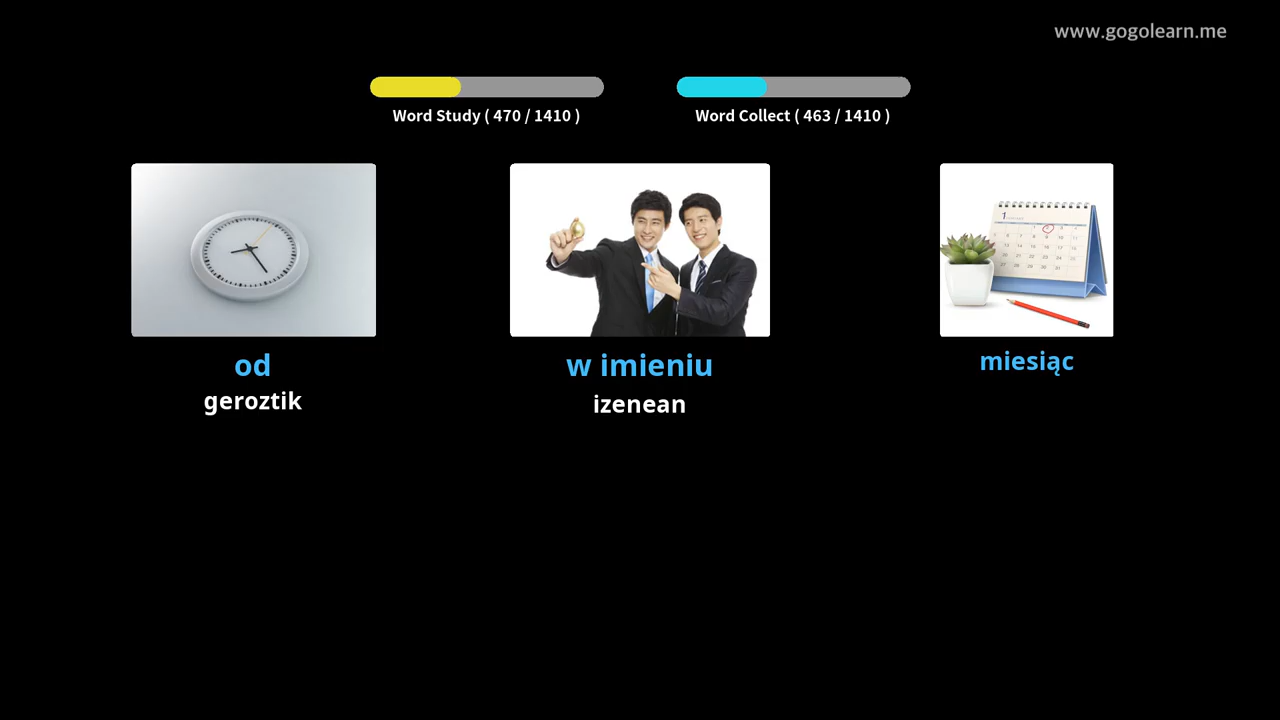 www.gogolearn.me
Word Study ( 470 / 1410 )
Word Collect ( 463 / 1410 )
od
geroztik
w imieniu
izenean
miesiąc